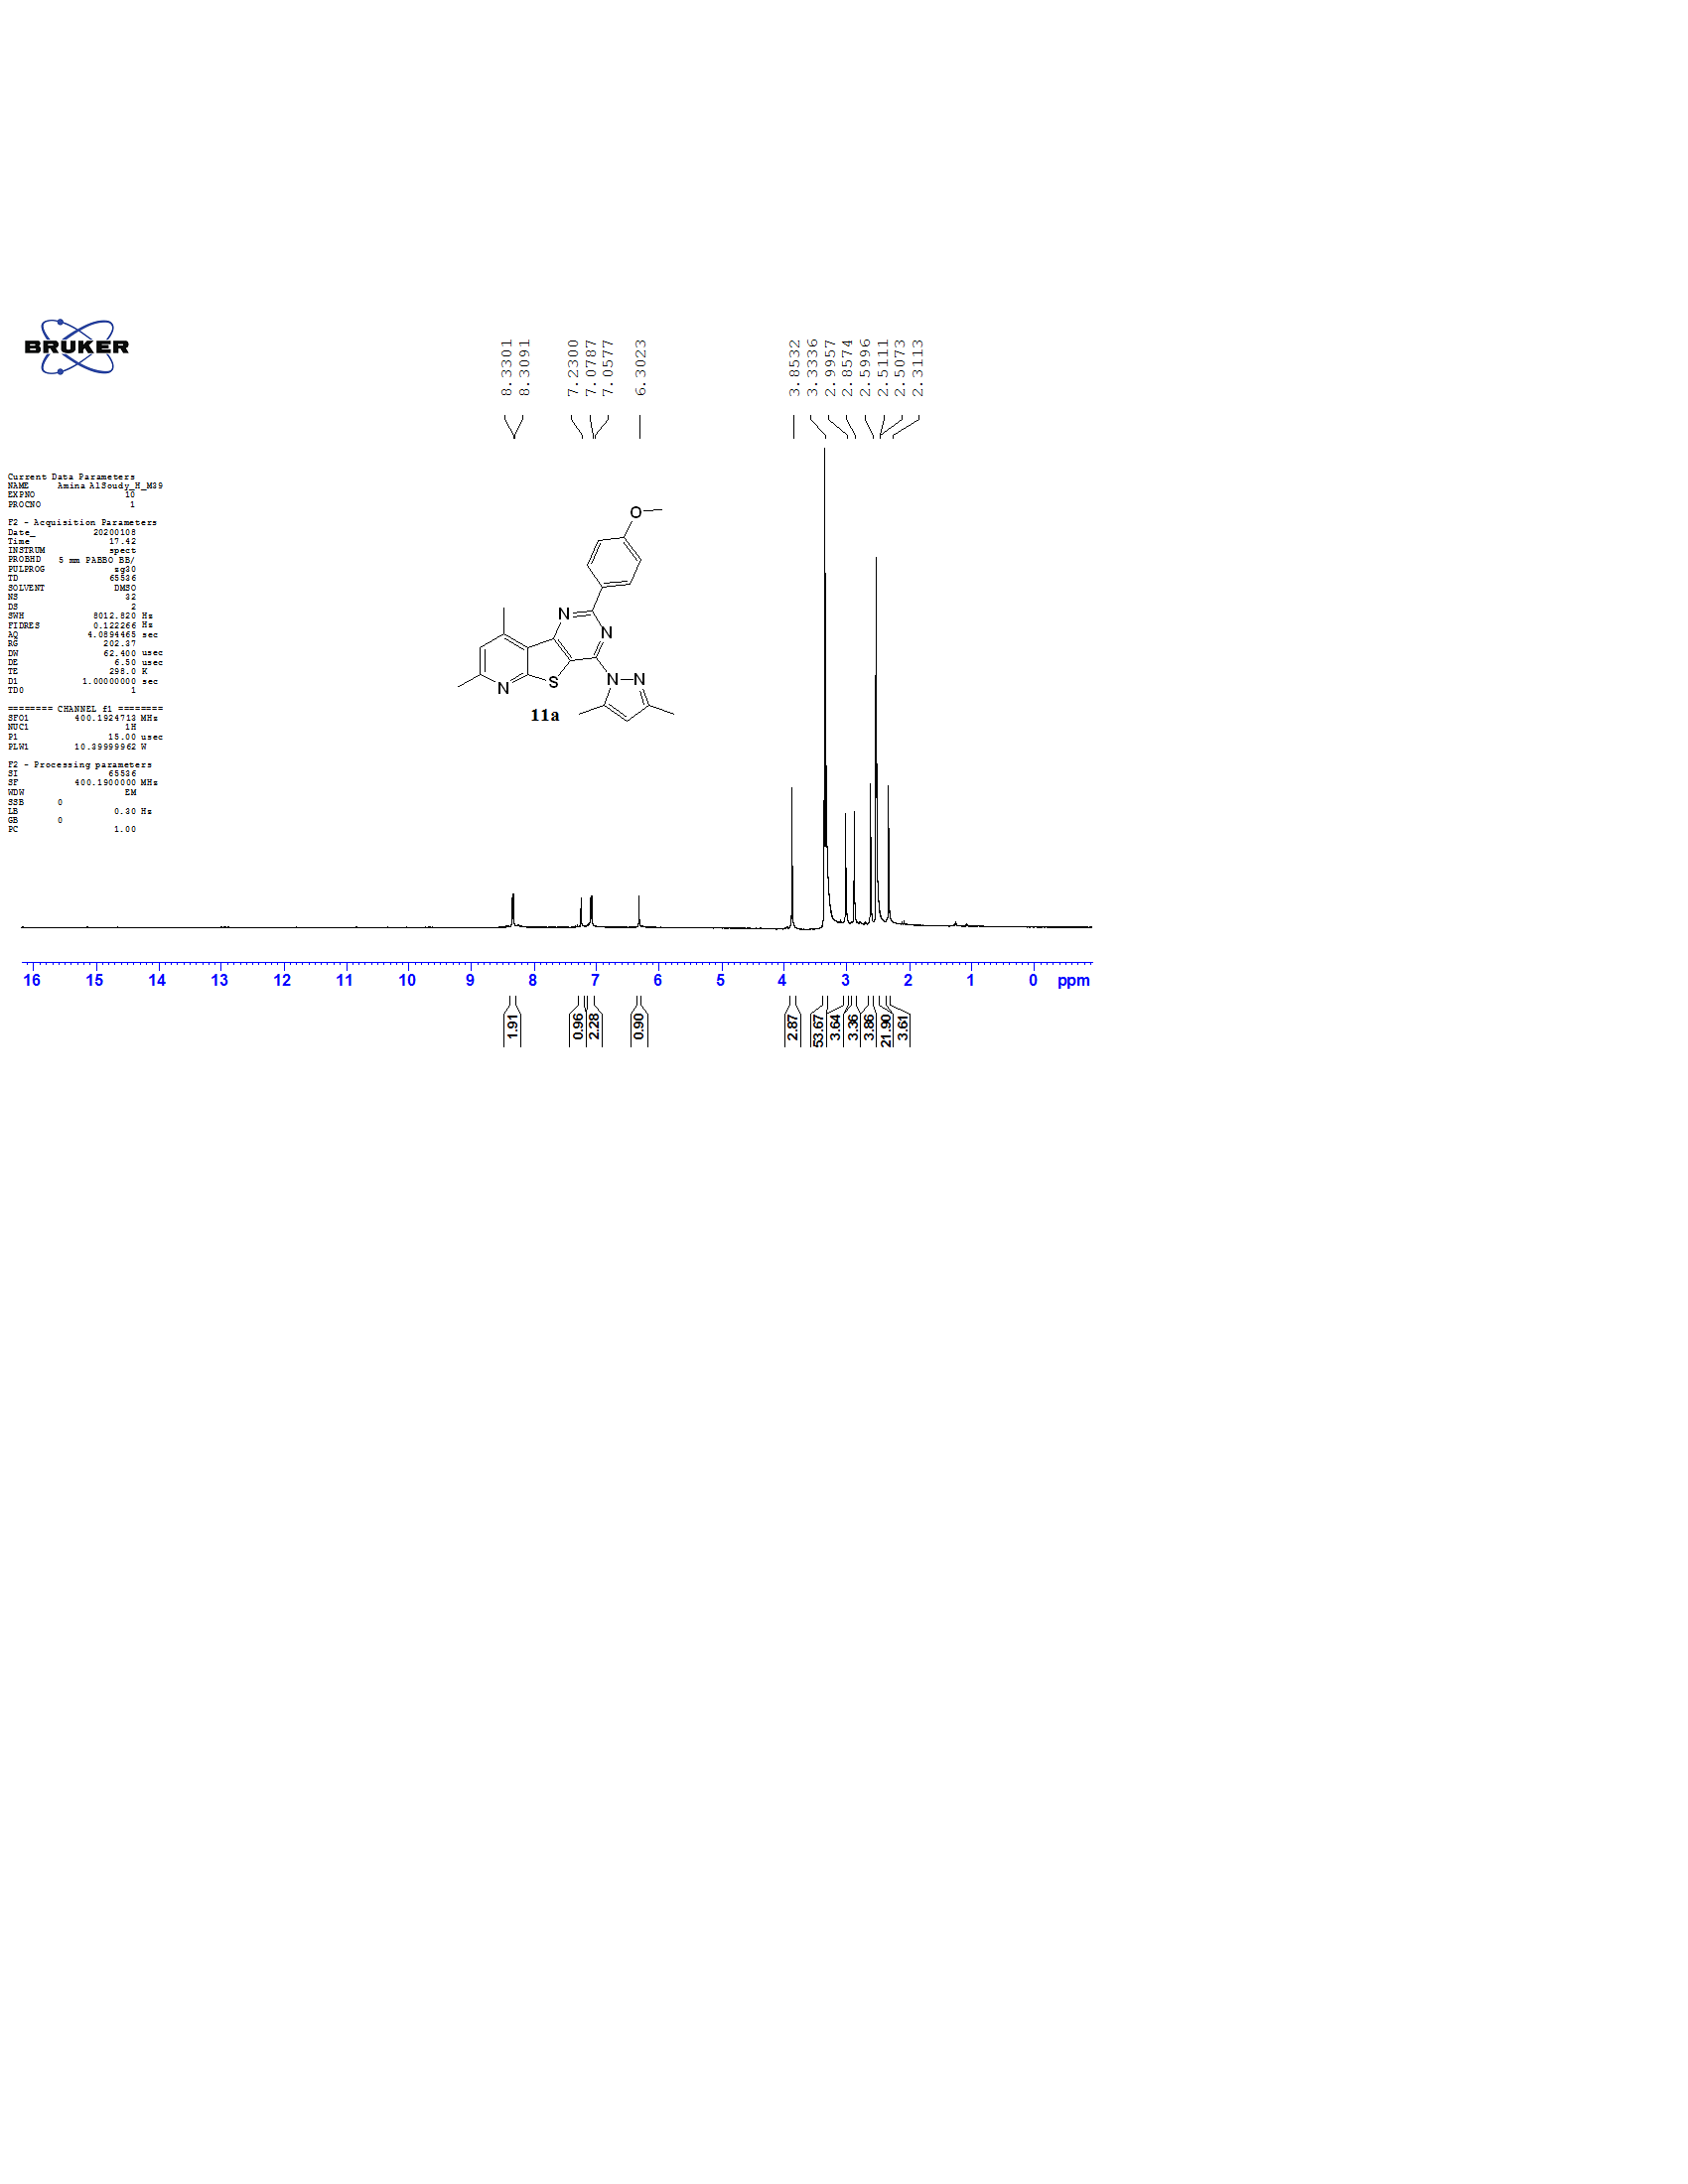 BRUKER
8.3301
8.3091
7.2300
7.0787
7.0577
6.3023
3.8532
3.3336
2.9957
2.8574
2.5996
2.5111
2.5073
2.3113
Current Data Parameters
NAME Amina AlSoudy_H_M39
EXPNO 10
PROCNO 1
F2 - Acquisition Parameters
Date_ 20200108
Time 17.42
INSTRUM spect
PROBHD 5 mm PABBO BB/
PULPROG zg30
TD 65536
SOLVENT DMSO
NS 32
DS 2
SWH 8012.820 Hz
FIDRES 0.122266 Hz
AQ 4.0894465 sec
RG 202.37
DW 62.400 usec
DE 6.50 usec
TE 298.0 K
D1 1.00000000 sec
TD0 1
======== CHANNEL f1 ========
SFO1 400.1924713 MHz
NUC1 1H
P1 15.00 usec
PLW1 10.39999962 W
F2 - Processing parameters
SI 65536
SF 400.1900000 MHz
WDW EM
SSB 0
LB 0.30 Hz
GB 0
PC 1.00
O
N
N
N
S
N
N
11a
16 15 14 13 12 11 10 9 8 7 6 5 4 3 2 1 0 ppm
1.91
0.96
2.28
0.90
2.87
53.67
3.64
3.36
3.86
21.90
3.61